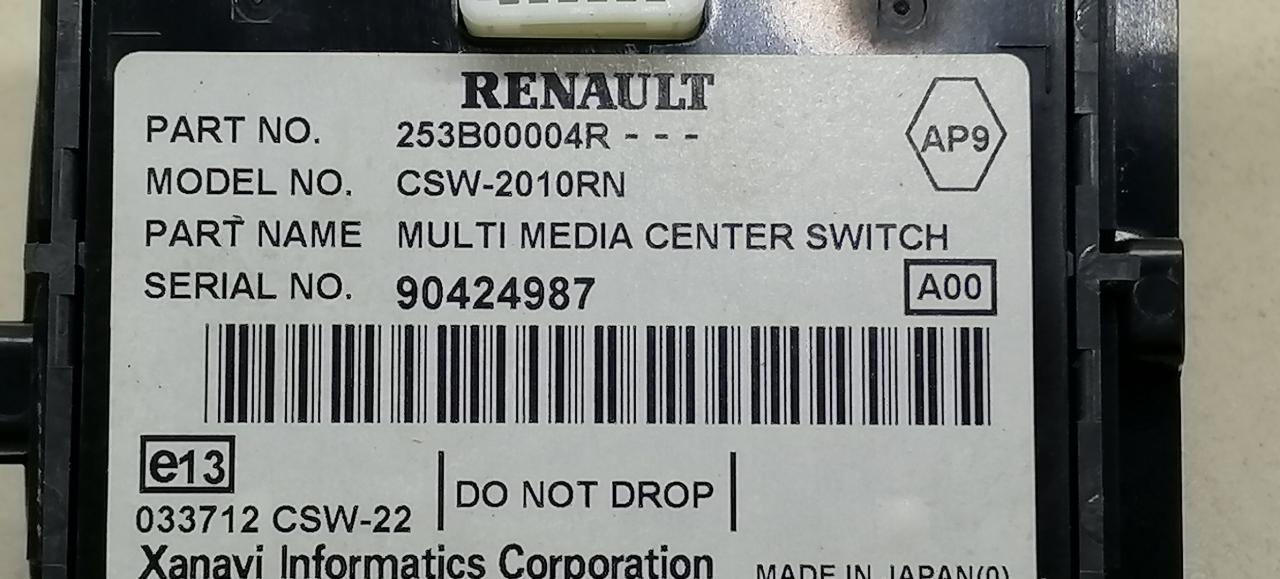 RENAULT
PART NO. 253B00004R - - -
AP9
MODEL NO. CSW-2010RN
PART NAME MULTI MEDIA CENTER SWITCH
SERIAL NO. 90424987
A00
e13
DO NOT DROP
033712 CSW-22
Xanavi Informatics Corporation
MADE IN JAPAN(0)